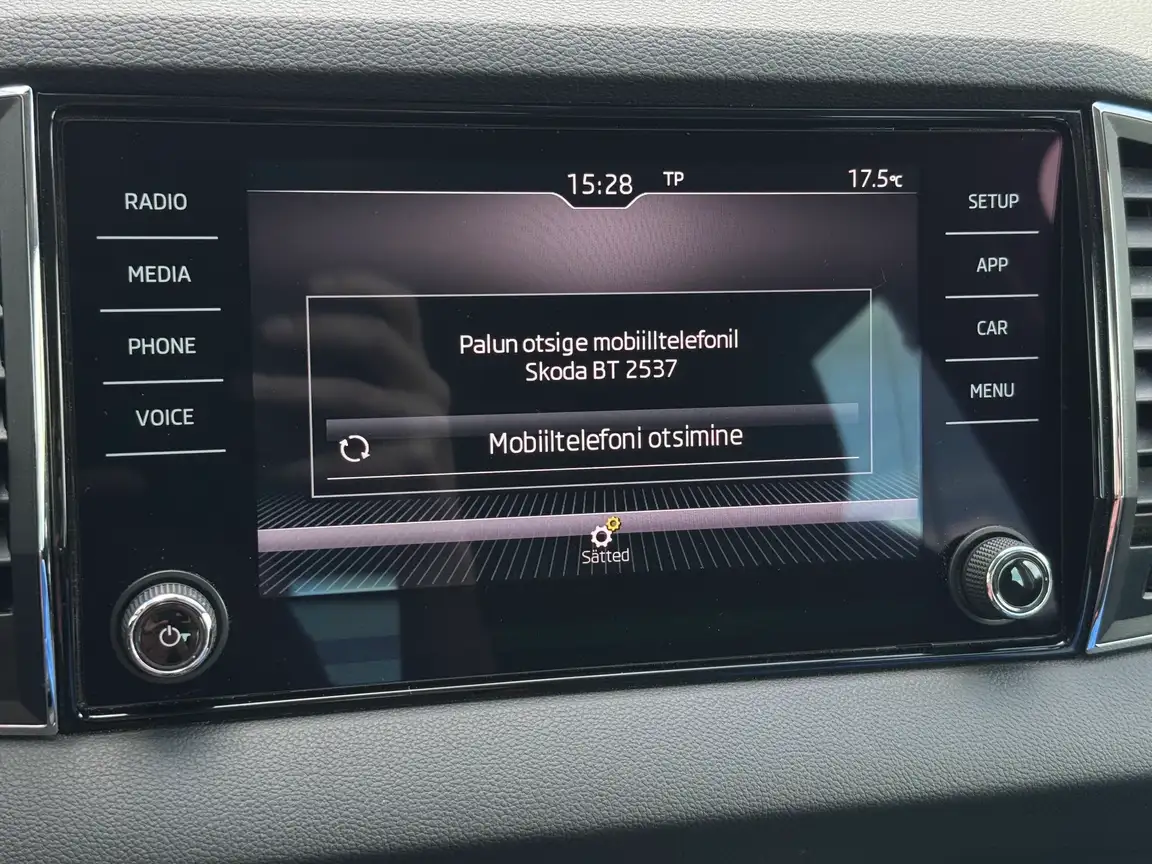 RADIO
MEDIA
PHONE
VOICE
15:28
TP
17.5°C
Palun otsige mobiilltelefonil
Skoda BT 2537
Mobiiltelefoni otsimine
Sätted
SETUP
APP
CAR
MENU